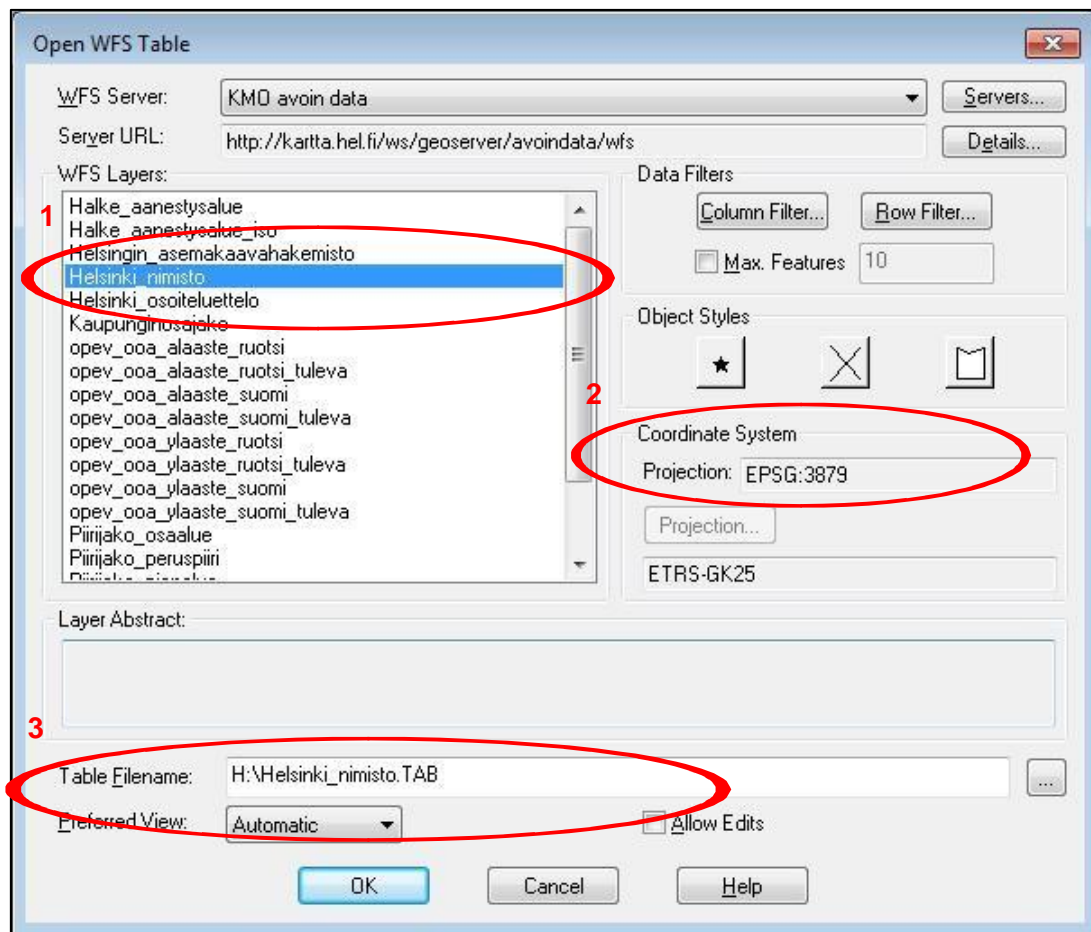 Open WFS Table
WFS Server: KMO avoin data Servers...
Server URL: http://kartta.hel.fi/ws/geoserver/avoindata/wfs Details...
WFS Layers:
1
Halke_aanestysalue
Halke_aanestysalue_iso
Helsingin_asemakaavahakemisto
Helsinki_nimisto
Helsinki_osoiteluettelo
Kaupunginosajako
opev_ooa_alaaste_ruotsi
opev_ooa_alaaste_ruotsi_tuleva
opev_ooa_alaaste_suomi
opev_ooa_alaaste_suomi_tuleva
opev_ooa_ylaaste_ruotsi
opev_ooa_ylaaste_ruotsi_tuleva
opev_ooa_ylaaste_suomi
opev_ooa_ylaaste_suomi_tuleva
Piirijako_osaalue
Piirijako_peruspiiri
Data Filters
Column Filter... Row Filter...
Max. Features 10
Object Styles
2
Coordinate System
Projection: EPSG:3879
Projection...
ETRS-GK25
Layer Abstract:
3
Table Filename: H:\Helsinki_nimisto.TAB ...
Preferred View: Automatic Allow Edits
OK Cancel Help